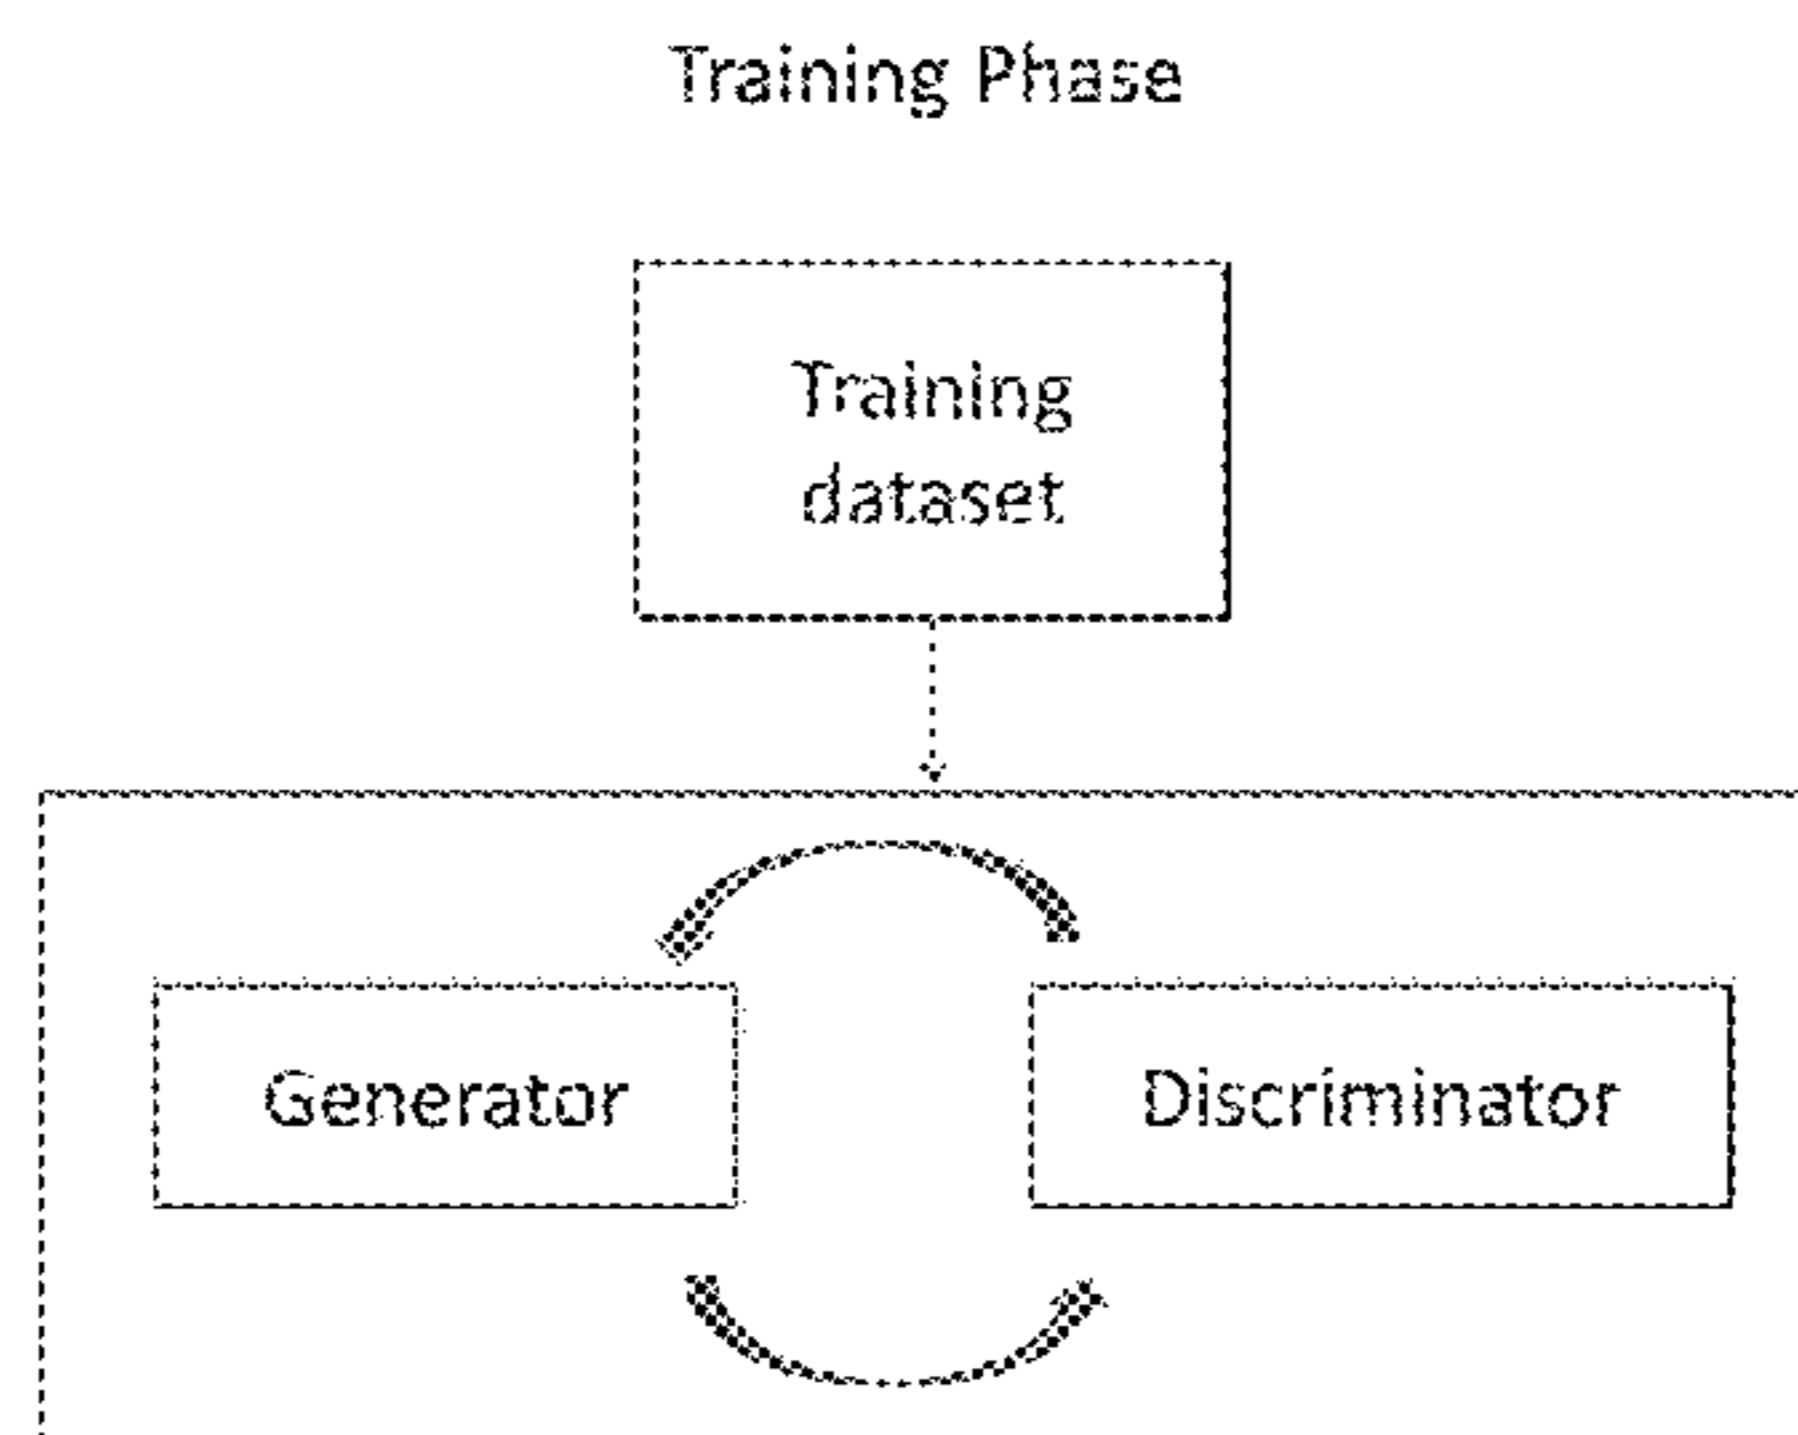 Training Phase
Training
dataset
Generator
Discriminator